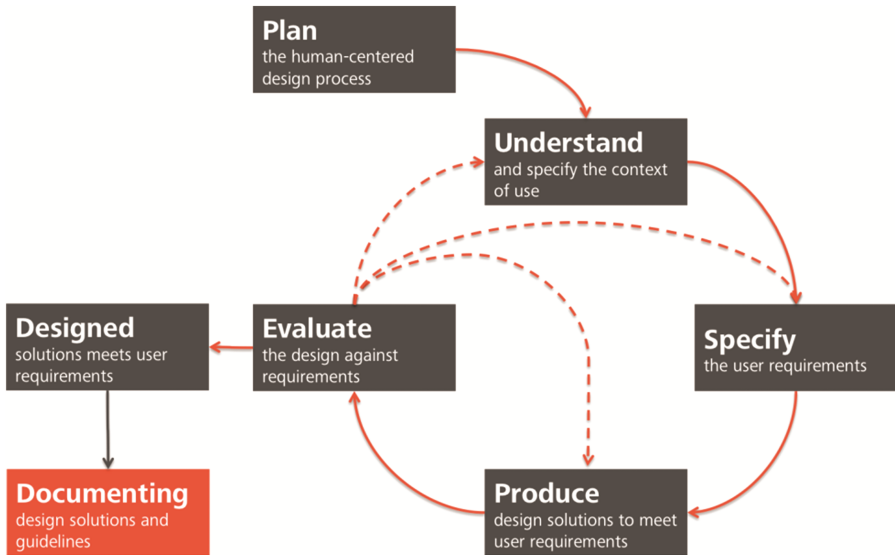 Plan
the human-centered
design process
Understand
and specify the context
of use
Designed
solutions meets user
requirements
Evaluate
the design against
requirements
Specify
the user requirements
Documenting
design solutions and
guidelines
Produce
design solutions to meet
user requirements